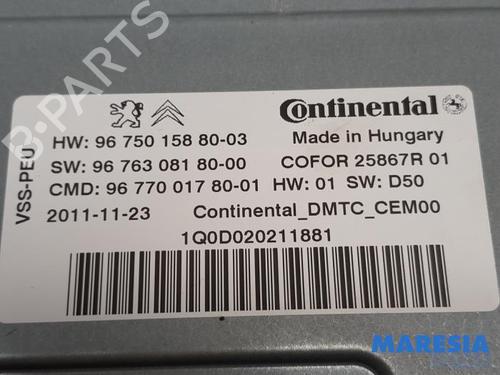 Continental
HW: 96 750 158 80-03
Made in Hungary
SW: 96 763 081 80-00
COFOR 25867R 01
CMD: 96 770 017 80-01
HW: 01 SW: D50
2011-11-23
Continental_DMTC_CEM00
1Q0D020211881
VSS-PEU
B-PARTS
MARESIA